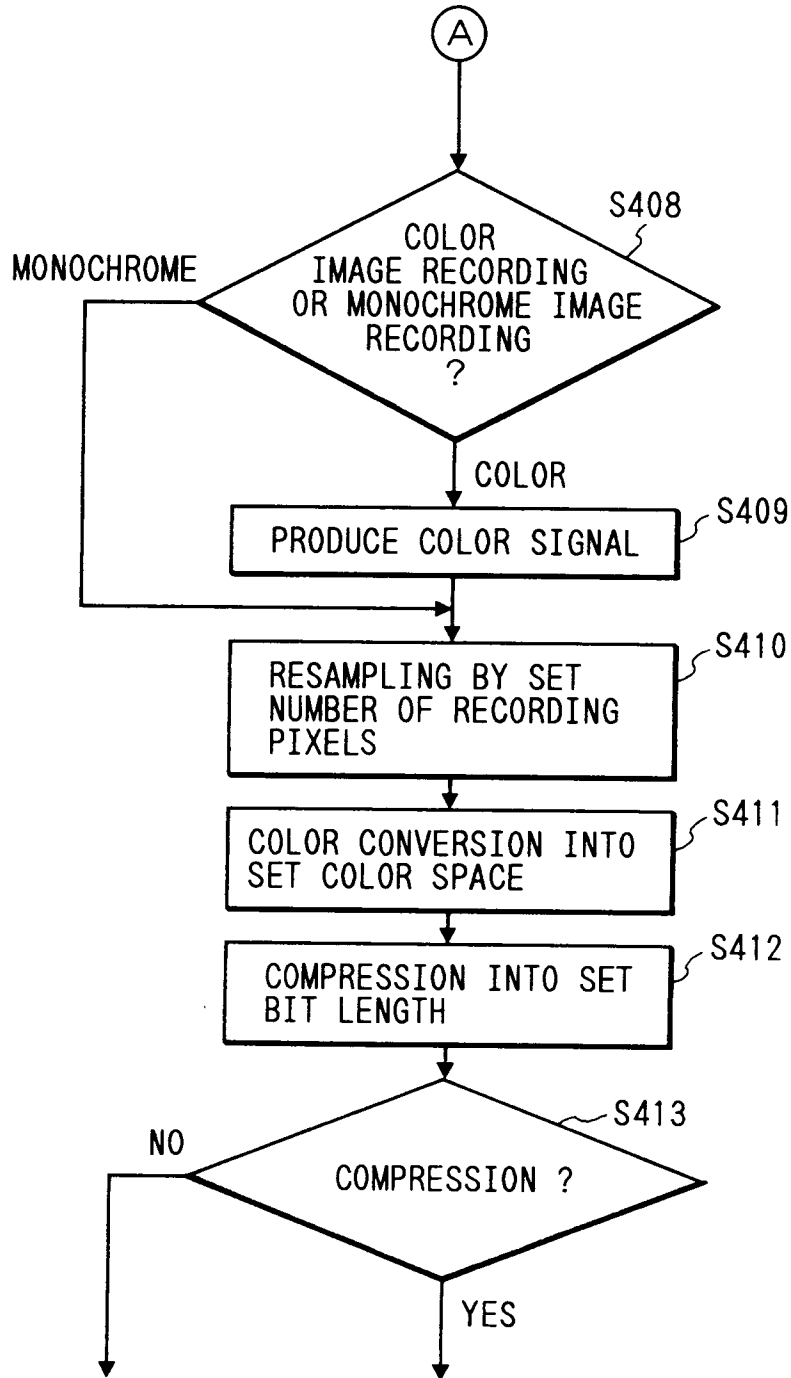 A
S408
COLOR
IMAGE RECORDING
OR MONOCHROME IMAGE
RECORDING
?
MONOCHROME
COLOR
S409
PRODUCE COLOR SIGNAL
S410
RESAMPLING BY SET
NUMBER OF RECORDING
PIXELS
S411
COLOR CONVERSION INTO
SET COLOR SPACE
S412
COMPRESSION INTO SET
BIT LENGTH
S413
NO
COMPRESSION ?
YES